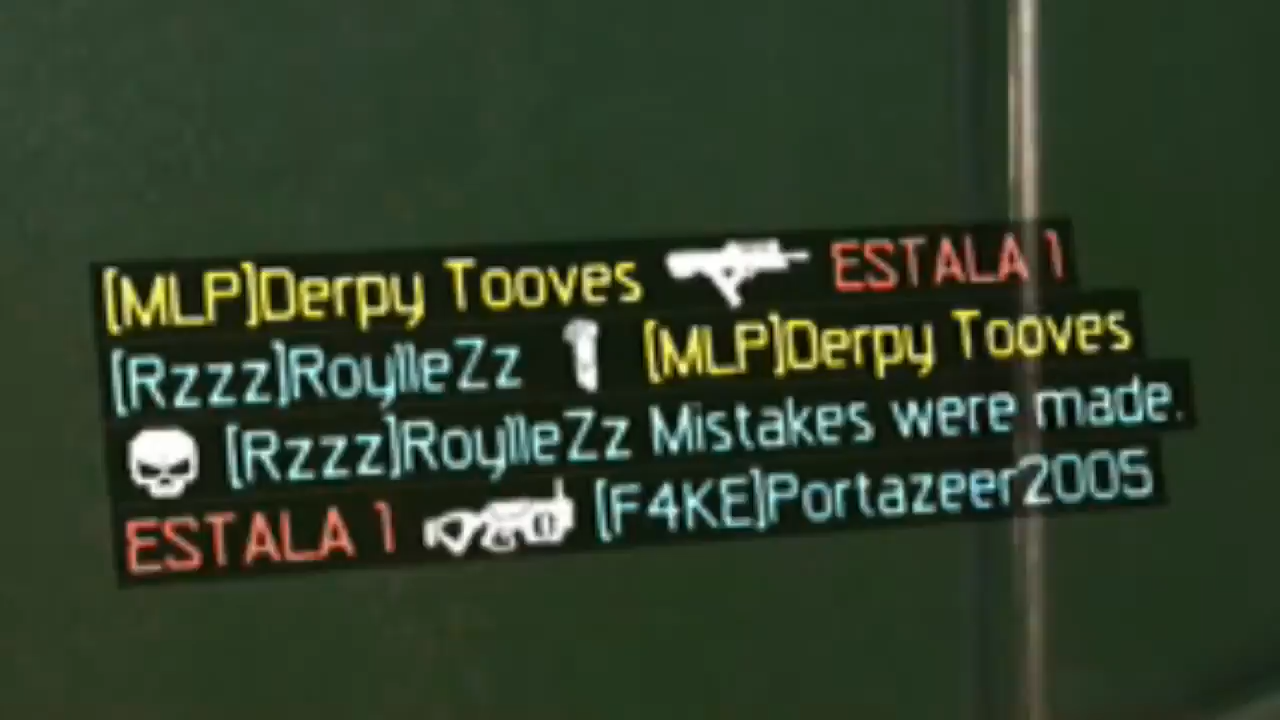 [MLP]Derpy Tooves ESTALA 1
[Rzzz]RoylleZz [MLP]Derpy Tooves
[Rzzz]RoylleZz Mistakes were made.
ESTALA 1 [F4KE]Portazeer2005